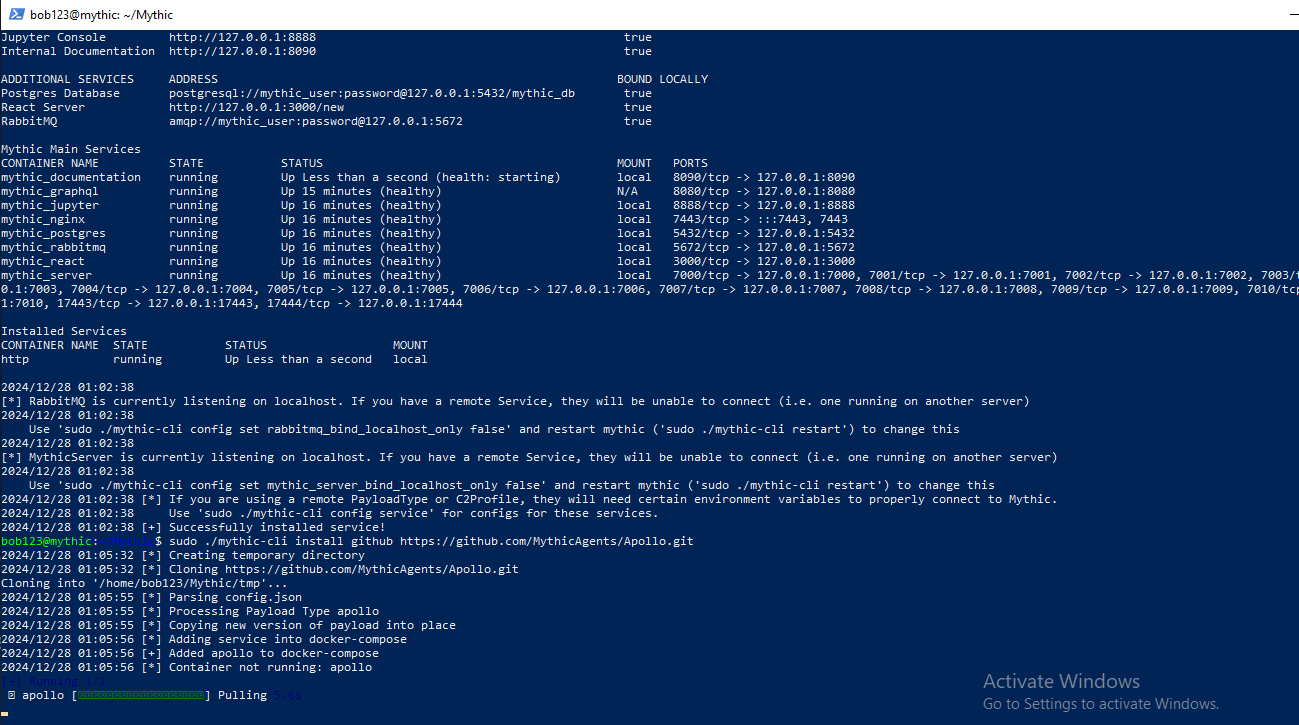 bob123@mythic: ~/Mythic
Jupyter Console         http://127.0.0.1:8888                                            true
Internal Documentation  http://127.0.0.1:8090                                            true
ADDITIONAL SERVICES     ADDRESS                                                         BOUND LOCALLY
Postgres Database       postgresql://mythic_user:password@127.0.0.1:5432/mythic_db       true
React Server            http://127.0.0.1:3000/new                                        true
RabbitMQ                amqp://mythic_user:password@127.0.0.1:5672                       true
Mythic Main Services
CONTAINER NAME          STATE           STATUS                                          MOUNT   PORTS
mythic_documentation    running         Up Less than a second (health: starting)        local   8090/tcp -> 127.0.0.1:8090
mythic_graphql          running         Up 15 minutes (healthy)                         N/A     8080/tcp -> 127.0.0.1:8080
mythic_jupyter          running         Up 16 minutes (healthy)                         local   8888/tcp -> 127.0.0.1:8888
mythic_nginx            running         Up 16 minutes (healthy)                         local   7443/tcp -> :::7443, 7443
mythic_postgres         running         Up 16 minutes (healthy)                         local   5432/tcp -> 127.0.0.1:5432
mythic_rabbitmq         running         Up 16 minutes (healthy)                         local   5672/tcp -> 127.0.0.1:5672
mythic_react            running         Up 16 minutes (healthy)                         local   3000/tcp -> 127.0.0.1:3000
mythic_server           running         Up 16 minutes (healthy)                         local   7000/tcp -> 127.0.0.1:7000, 7001/tcp -> 127.0.0.1:7001, 7002/tcp -> 127.0.0.1:7002, 7003/t
0.1:7003, 7004/tcp -> 127.0.0.1:7004, 7005/tcp -> 127.0.0.1:7005, 7006/tcp -> 127.0.0.1:7006, 7007/tcp -> 127.0.0.1:7007, 7008/tcp -> 127.0.0.1:7008, 7009/tcp -> 127.0.0.1:7009, 7010/tcp
1:7010, 17443/tcp -> 127.0.0.1:17443, 17444/tcp -> 127.0.0.1:17444
Installed Services
CONTAINER NAME  STATE           STATUS                  MOUNT
http            running         Up Less than a second   local
2024/12/28 01:02:38
[*] RabbitMQ is currently listening on localhost. If you have a remote Service, they will be unable to connect (i.e. one running on another server)
2024/12/28 01:02:38
    Use 'sudo ./mythic-cli config set rabbitmq_bind_localhost_only false' and restart mythic ('sudo ./mythic-cli restart') to change this
2024/12/28 01:02:38
[*] MythicServer is currently listening on localhost. If you have a remote Service, they will be unable to connect (i.e. one running on another server)
2024/12/28 01:02:38
    Use 'sudo ./mythic-cli config set mythic_server_bind_localhost_only false' and restart mythic ('sudo ./mythic-cli restart') to change this
2024/12/28 01:02:38 [*] If you are using a remote PayloadType or C2Profile, they will need certain environment variables to properly connect to Mythic.
2024/12/28 01:02:38     Use 'sudo ./mythic-cli config service' for configs for these services.
2024/12/28 01:02:38 [+] Successfully installed service!
bob123@mythic:~/Mythic$ sudo ./mythic-cli install github https://github.com/MythicAgents/Apollo.git
2024/12/28 01:05:32 [*] Creating temporary directory
2024/12/28 01:05:32 [*] Cloning https://github.com/MythicAgents/Apollo.git
Cloning into '/home/bob123/Mythic/tmp'...
2024/12/28 01:05:55 [*] Parsing config.json
2024/12/28 01:05:55 [*] Processing Payload Type apollo
2024/12/28 01:05:55 [*] Copying new version of payload into place
2024/12/28 01:05:56 [*] Adding service into docker-compose
2024/12/28 01:05:56 [+] Added apollo to docker-compose
2024/12/28 01:05:56 [*] Container not running: apollo
[+] Running 1/1
apollo [] Pulling 5.6s
Activate Windows
Go to Settings to activate Windows.